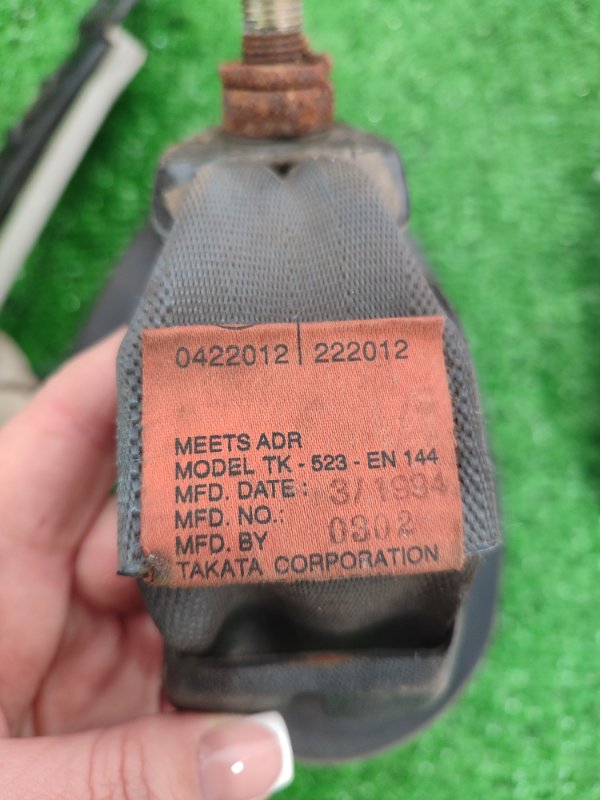 0422012 | 222012
MEETS ADR
MODEL TK - 523 - EN 144
MFD. DATE : 3/1994
MFD. NO.: 0302
MFD. BY
TAKATA CORPORATION